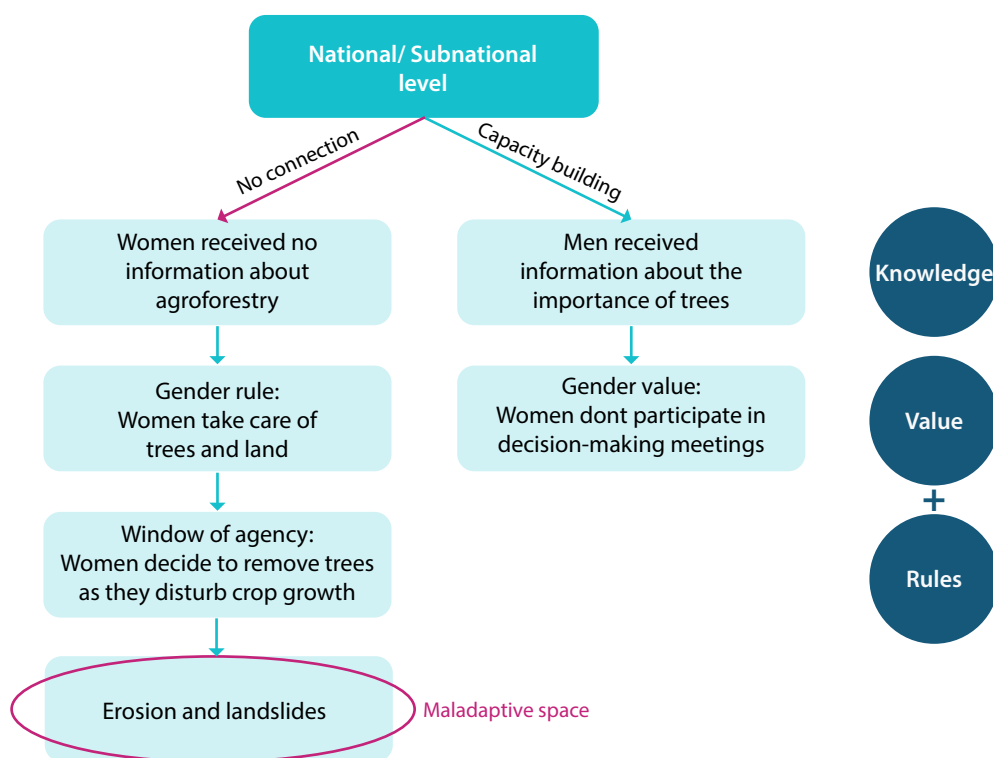 National/ Subnational
level
No connection
Capacity building
Women received no
information about
agroforestry
Men received
information about the
importance of trees
Knowledge
Gender rule:
Women take care of
trees and land
Gender value:
Women dont participate in
decision-making meetings
Value
+
Window of agency:
Women decide to remove trees
as they disturb crop growth
Rules
Erosion and landslides
Maladaptive space